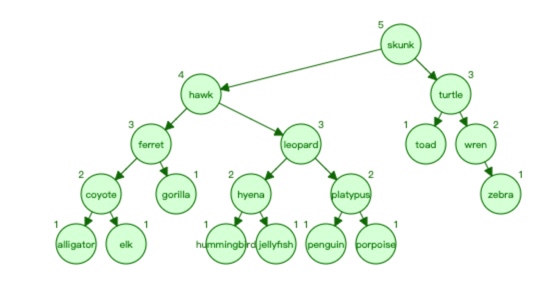 5
skunk
4
hawk
3
turtle
3
ferret
3
leopard
1
toad
2
wren
2
coyote
1
gorilla
2
hyena
2
platypus
1
zebra
1
alligator
1
elk
1
hummingbird
1
jellyfish
1
penguin
1
porpoise